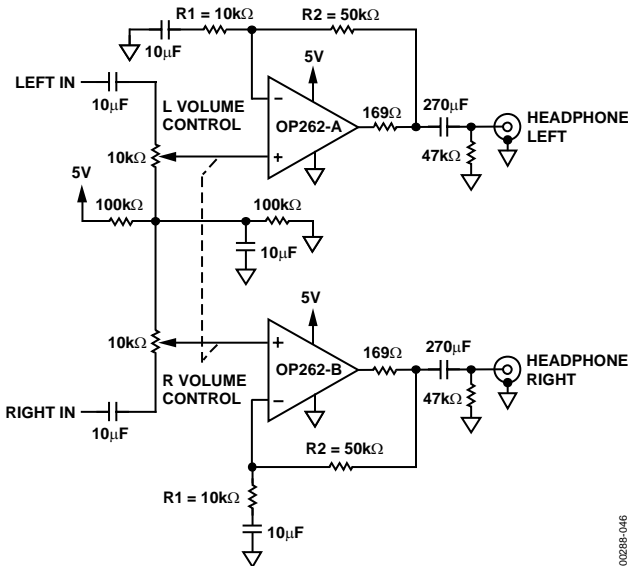 R1 = 10kΩ
R2 = 50kΩ
10µF
5V
LEFT IN
10µF
L VOLUME
CONTROL
OP262-A
169Ω
270µF
HEADPHONE
LEFT
47kΩ
10kΩ
5V
100kΩ
100kΩ
10µF
5V
10kΩ
169Ω
270µF
HEADPHONE
RIGHT
OP262-B
R VOLUME
CONTROL
47kΩ
RIGHT IN
10µF
R2 = 50kΩ
R1 = 10kΩ
10µF
00288-046